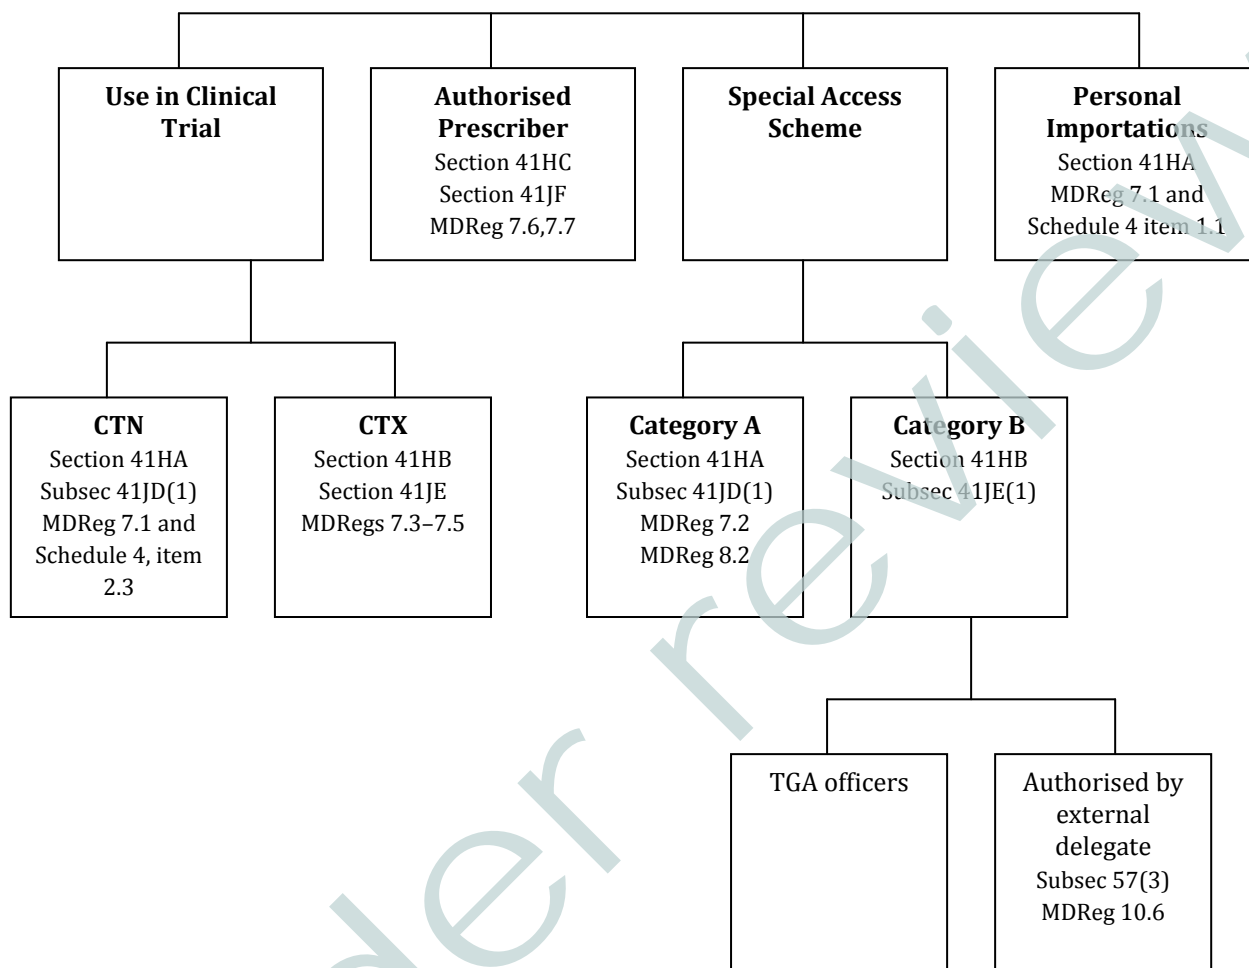 Use in Clinical
Trial
Authorised
Prescriber
Section 41HC
Section 41JF
MDReg 7.6,7.7
Special Access
Scheme
Personal
Importations
Section 41HA
MDReg 7.1 and
Schedule 4 item 1.1
CTN
Section 41HA
Subsec 41JD(1)
MDReg 7.1 and
Schedule 4, item
2.3
CTX
Section 41HB
Section 41JE
MDRegs 7.3–7.5
Category A
Section 41HA
Subsec 41JD(1)
MDReg 7.2
MDReg 8.2
Category B
Section 41HB
Subsec 41JE(1)
TGA officers
Authorised by
external
delegate
Subsec 57(3)
MDReg 10.6
der review